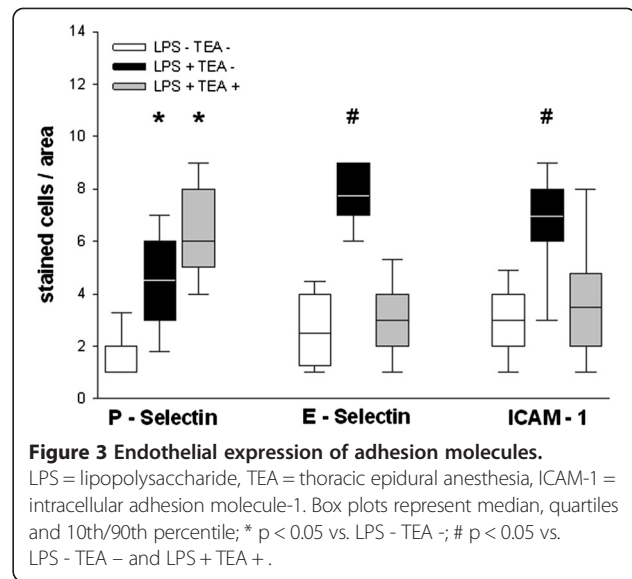 LPS - TEA -
LPS + TEA -
LPS + TEA +
stained cells / area
14
12
10
8
6
4
2
0
* * # #
P - Selectin E - Selectin ICAM - 1
Figure 3 Endothelial expression of adhesion molecules.
LPS = lipopolysaccharide, TEA = thoracic epidural anesthesia, ICAM-1 =
intracellular adhesion molecule-1. Box plots represent median, quartiles
and 10th/90th percentile; * p < 0.05 vs. LPS - TEA -; # p < 0.05 vs.
LPS - TEA – and LPS + TEA + .